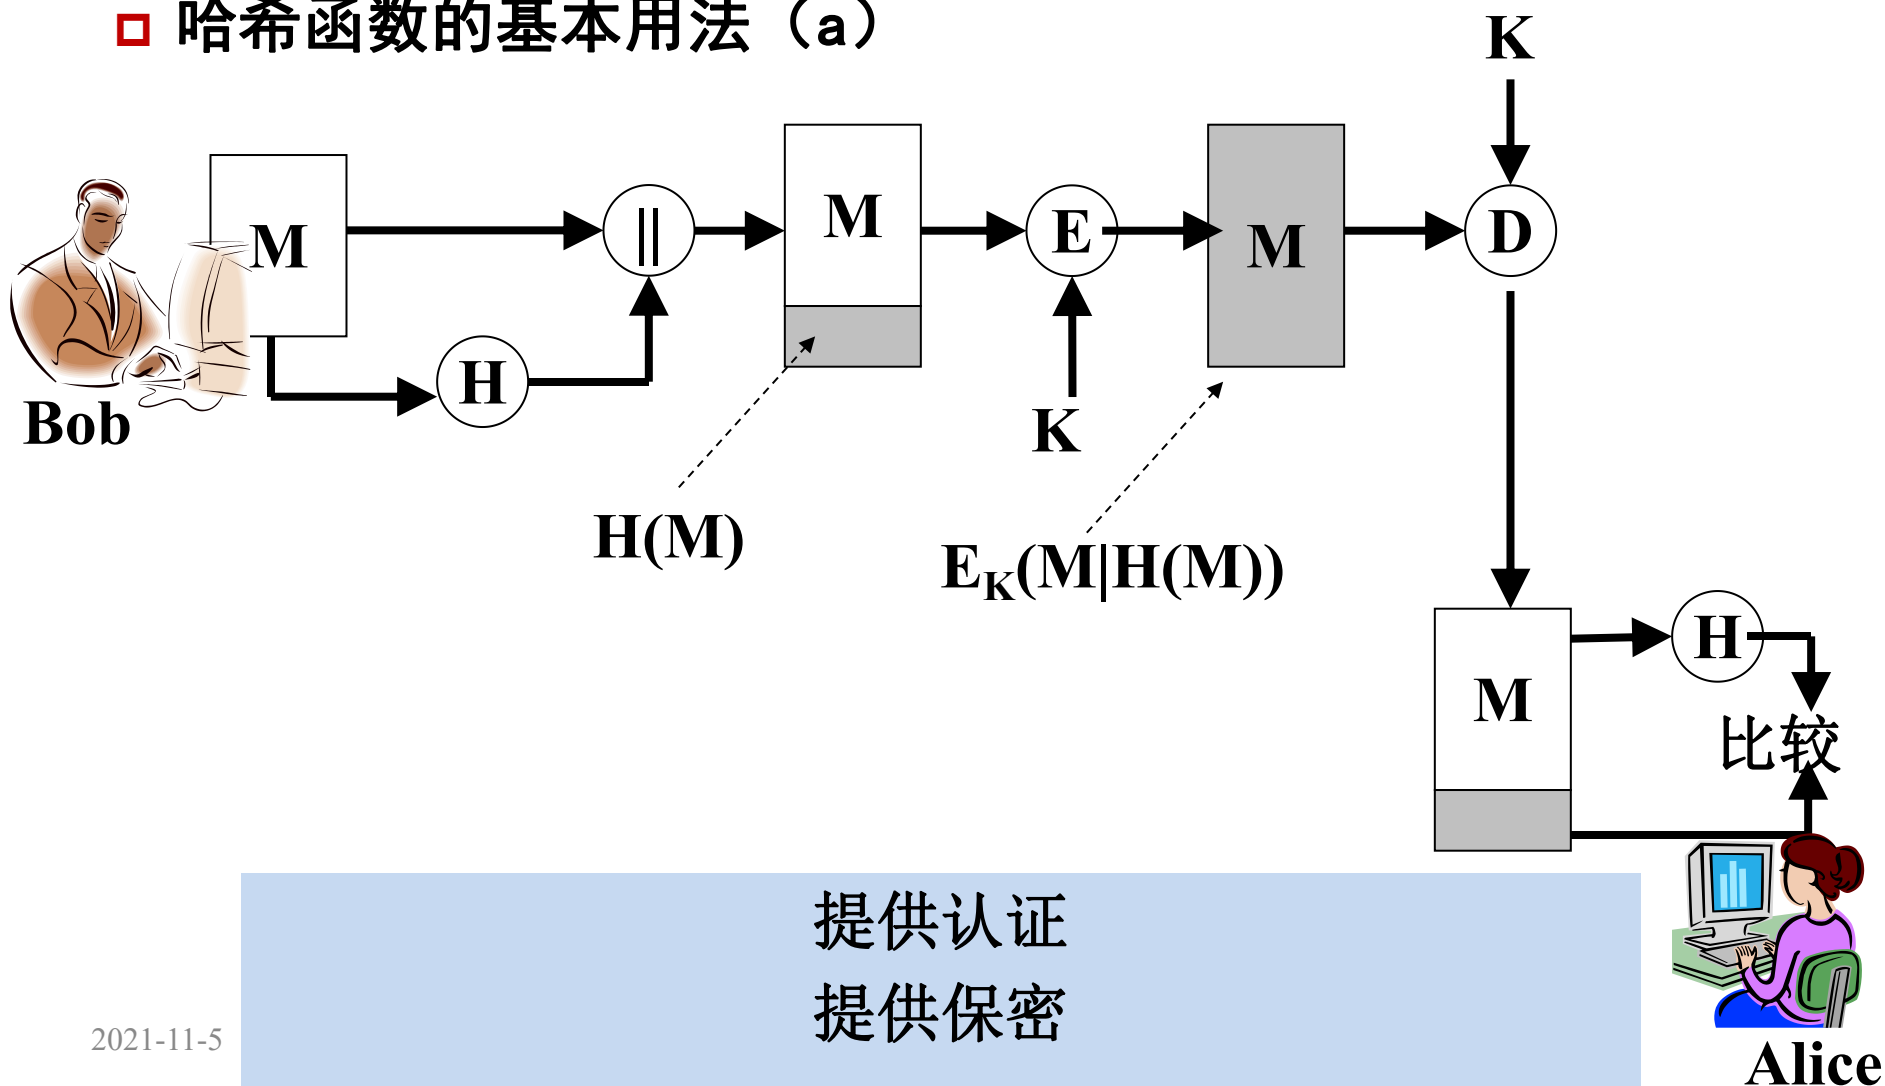 哈希函数的基本用法（a）
K
M
||
M
E
M
D
H
K
Bob
H(M)
E_K(M|H(M))
H
M
比较
提供认证
提供保密
2021-11-5
Alice